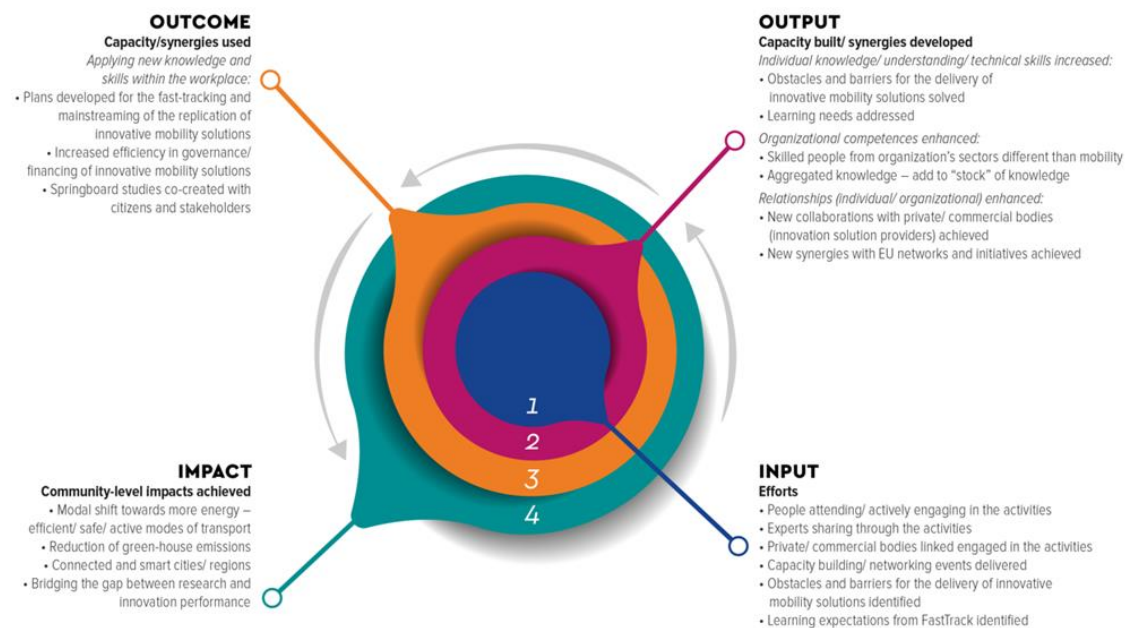 OUTCOME
Capacity/synergies used
Applying new knowledge and
skills within the workplace:
• Plans developed for the fast-tracking and
mainstreaming of the replication of
innovative mobility solutions
• Increased efficiency in governance/
financing of innovative mobility solutions
• Springboard studies co-created with
citizens and stakeholders
OUTPUT
Capacity built/ synergies developed
Individual knowledge/ understanding/ technical skills increased:
• Obstacles and barriers for the delivery of
innovative mobility solutions solved
• Learning needs addressed
Organizational competences enhanced:
• Skilled people from organization's sectors different than mobility
• Aggregated knowledge – add to "stock" of knowledge
Relationships (individual/ organizational) enhanced:
• New collaborations with private/ commercial bodies
(innovation solution providers) achieved
• New synergies with EU networks and initiatives achieved
1
2
3
4
IMPACT
Community-level impacts achieved
• Modal shift towards more energy –
efficient/ safe/ active modes of transport
• Reduction of green-house emissions
• Connected and smart cities/ regions
• Bridging the gap between research and
innovation performance
INPUT
Efforts
• People attending/ actively engaging in the activities
• Experts sharing through the activities
• Private/ commercial bodies linked engaged in the activities
• Capacity building/ networking events delivered
• Obstacles and barriers for the delivery of innovative
mobility solutions identified
• Learning expectations from FastTrack identified